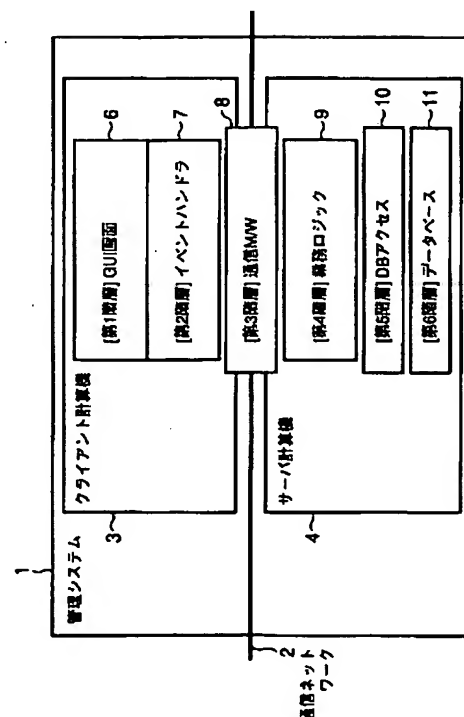 1
管理システム
3
クライアント計算機
[第1階層] GUI画面
6
[第2階層] イベントハンドラ
7
[第3階層] 通信M/W
8
2
通信ネット
ワーク
4
サーバ計算機
[第4階層] 業務ロジック
9
[第5階層] DBアクセス
10
[第6階層] データベース
11